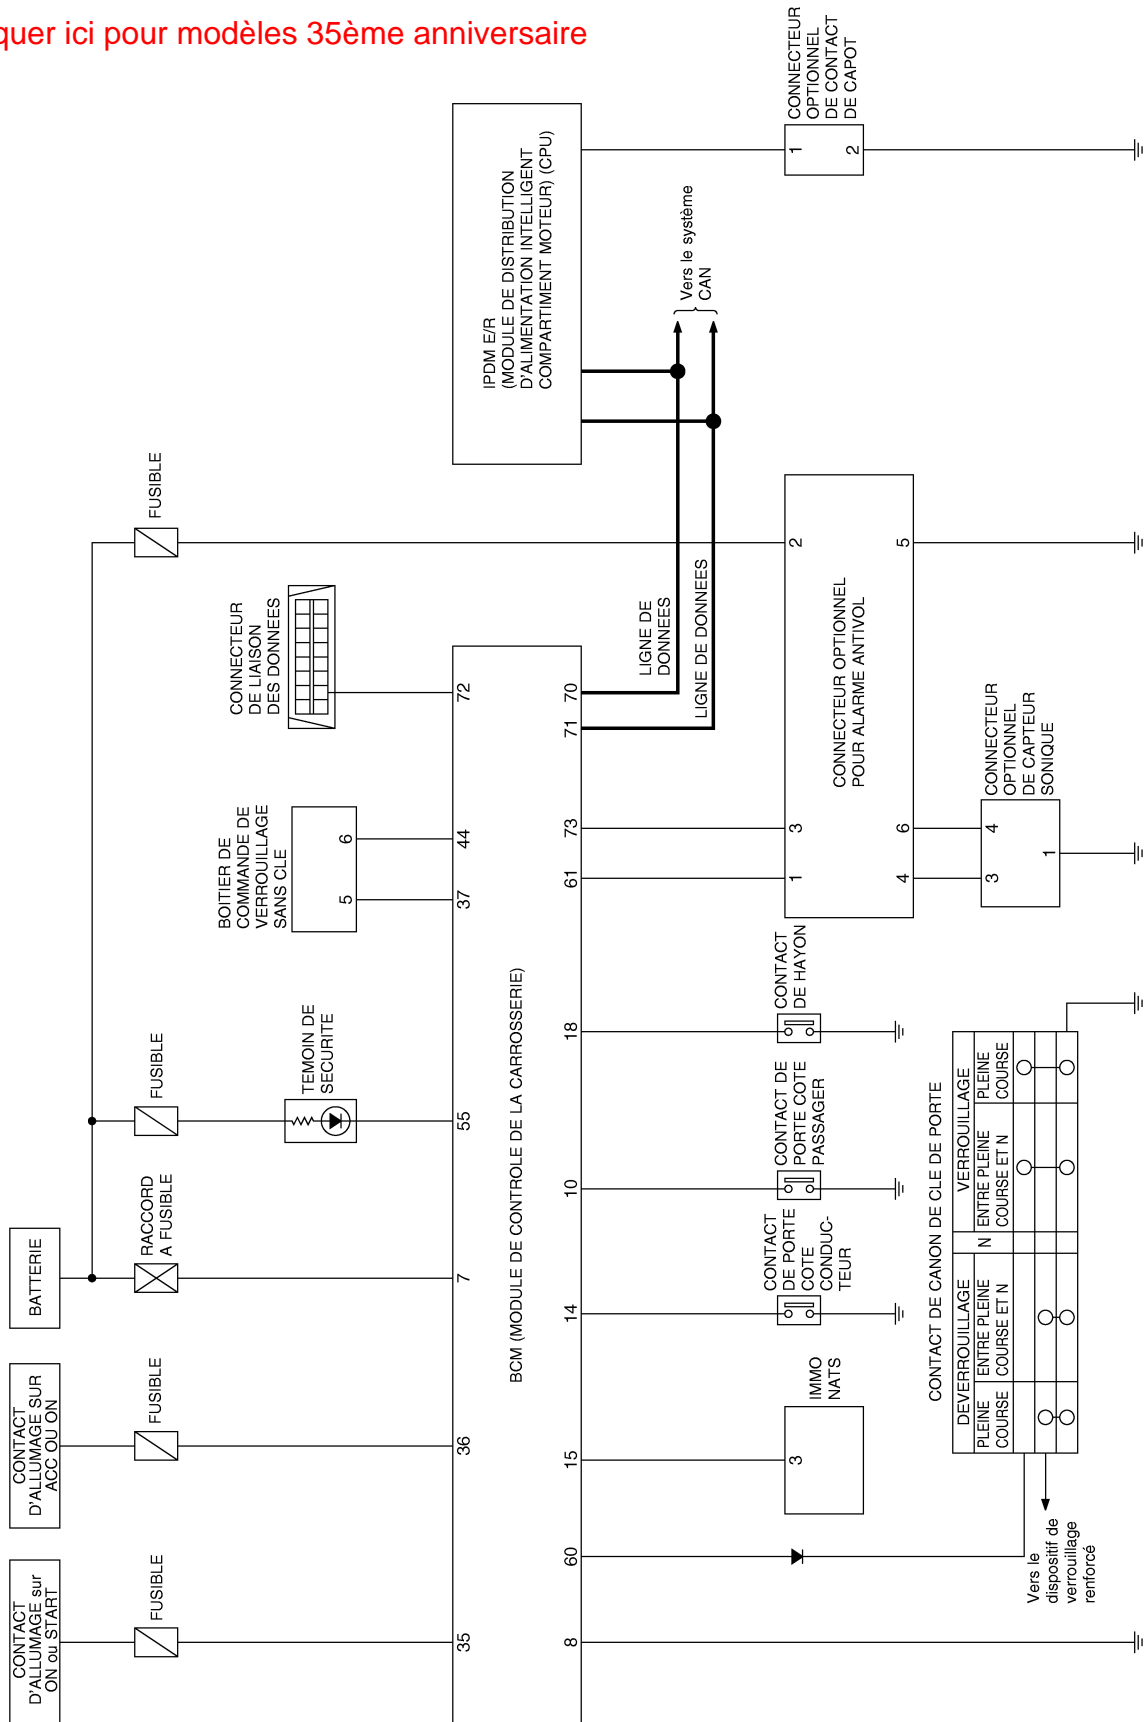 quer ici pour modèles 35ème anniversaire
CONTACT
D'ALLUMAGE sur
ON ou START
FUSIBLE
35
CONTACT
D'ALLUMAGE SUR
ACC OU ON
FUSIBLE
36
BATTERIE
RACCORD
A FUSIBLE
7
FUSIBLE
TEMOIN DE
SECURITE
55
BOITIER DE
COMMANDE DE
VERROUILLAGE
SANS CLE
5
6
37
44
CONNECTEUR
DE LIAISON
DES DONNEES
72
FUSIBLE
IPDM E/R
(MODULE DE DISTRIBUTION
D'ALIMENTATION INTELLIGENT
COMPARTIMENT MOTEUR) (CPU)
BCM (MODULE DE CONTROLE DE LA CARROSSERIE)
8
60
15
14
10
18
61
73
71
70
LIGNE DE
DONNEES
LIGNE DE DONNEES
Vers le système
CAN
CONNECTEUR
OPTIONNEL
DE CONTACT
DE CAPOT
1
2
IMMO
NATS
3
CONTACT
DE PORTE
COTE
CONDUC-
TEUR
CONTACT DE
PORTE COTE
PASSAGER
CONTACT
DE HAYON
1
3
2
CONNECTEUR OPTIONNEL
POUR ALARME ANTIVOL
4
6
5
CONNECTEUR
OPTIONNEL
DE CAPTEUR
SONIQUE
3
4
1
CONTACT DE CANON DE CLE DE PORTE
DEVERROUILLAGE
N
VERROUILLAGE
PLEINE
COURSE
ENTRE PLEINE
COURSE ET N
ENTRE PLEINE
COURSE ET N
PLEINE
COURSE
Vers le
dispositif de
verrouillage
renforcé